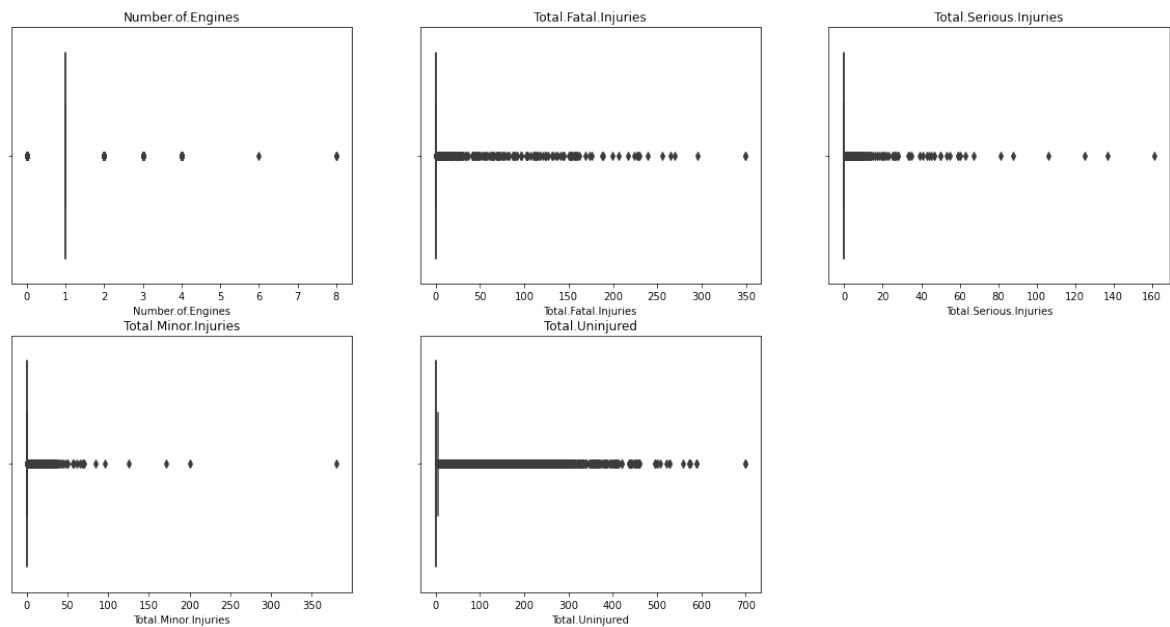 Number.of.Engines
0 1 2 3 4 5 6 7 8
Number.of.Engines
Total.Fatal.Injuries
0 50 100 150 200 250 300 350
Total.Fatal.Injuries
Total.Serious.Injuries
0 20 40 60 80 100 120 140 160
Total.Serious.Injuries
Total.Minor.Injuries
0 50 100 150 200 250 300 350
Total.Minor.Injuries
Total.Uninjured
0 100 200 300 400 500 600 700
Total.Uninjured